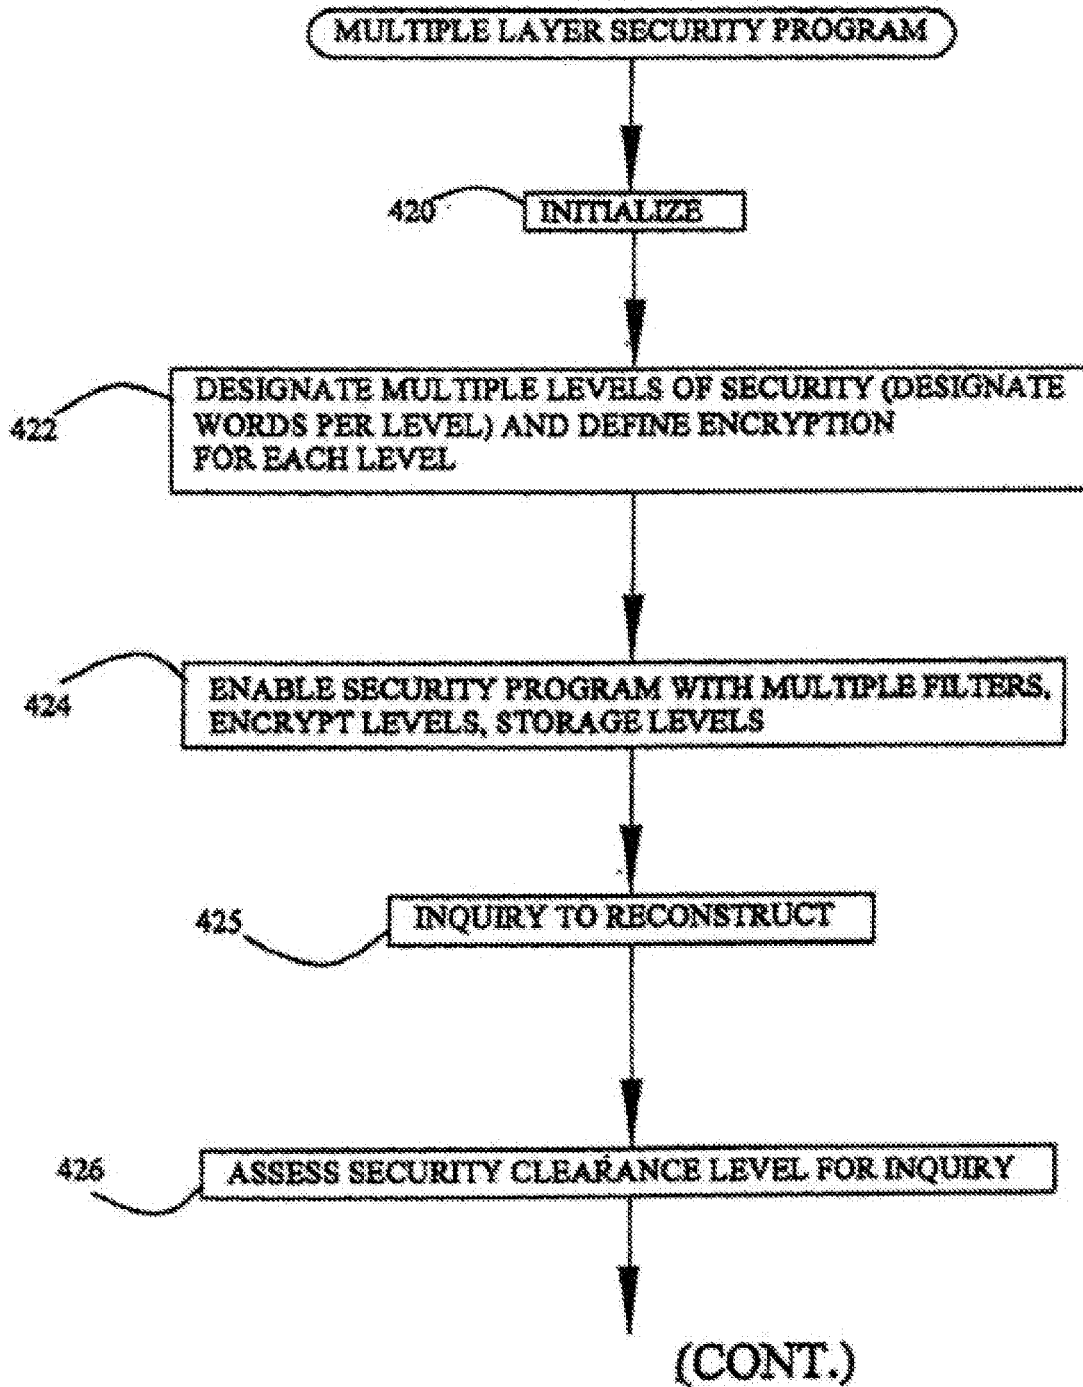 MULTIPLE LAYER SECURITY PROGRAM
420
INITIALIZE
422
DESIGNATE MULTIPLE LEVELS OF SECURITY (DESIGNATE
WORDS PER LEVEL) AND DEFINE ENCRYPTION
FOR EACH LEVEL
424
ENABLE SECURITY PROGRAM WITH MULTIPLE FILTERS,
ENCRYPT LEVELS, STORAGE LEVELS
425
INQUIRY TO RECONSTRUCT
426
ASSESS SECURITY CLEARANCE LEVEL FOR INQUIRY
(CONT.)